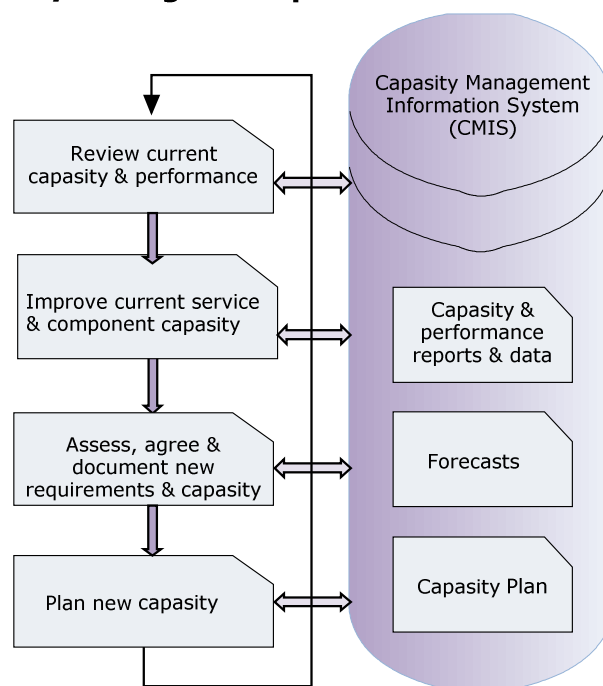 Capasity Management
Information System
(CMIS)
Review current
capasity & performance
Improve current service
& component capasity
Capasity &
performance
reports & data
Assess, agree &
document new
requirements & capasity
Forecasts
Plan new capasity
Capasity Plan